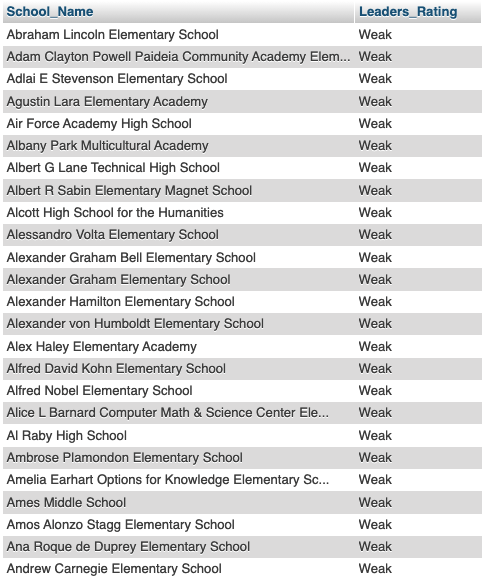 School_Name Leaders_Rating
Abraham Lincoln Elementary School Weak
Adam Clayton Powell Paideia Community Academy Elem... Weak
Adlai E Stevenson Elementary School Weak
Agustin Lara Elementary Academy Weak
Air Force Academy High School Weak
Albany Park Multicultural Academy Weak
Albert G Lane Technical High School Weak
Albert R Sabin Elementary Magnet School Weak
Alcott High School for the Humanities Weak
Alessandro Volta Elementary School Weak
Alexander Graham Bell Elementary School Weak
Alexander Graham Elementary School Weak
Alexander Hamilton Elementary School Weak
Alexander von Humboldt Elementary School Weak
Alex Haley Elementary Academy Weak
Alfred David Kohn Elementary School Weak
Alfred Nobel Elementary School Weak
Alice L Barnard Computer Math & Science Center Ele... Weak
Al Raby High School Weak
Ambrose Plamondon Elementary School Weak
Amelia Earhart Options for Knowledge Elementary Sc... Weak
Ames Middle School Weak
Amos Alonzo Stagg Elementary School Weak
Ana Roque de Duprey Elementary School Weak
Andrew Carnegie Elementary School Weak